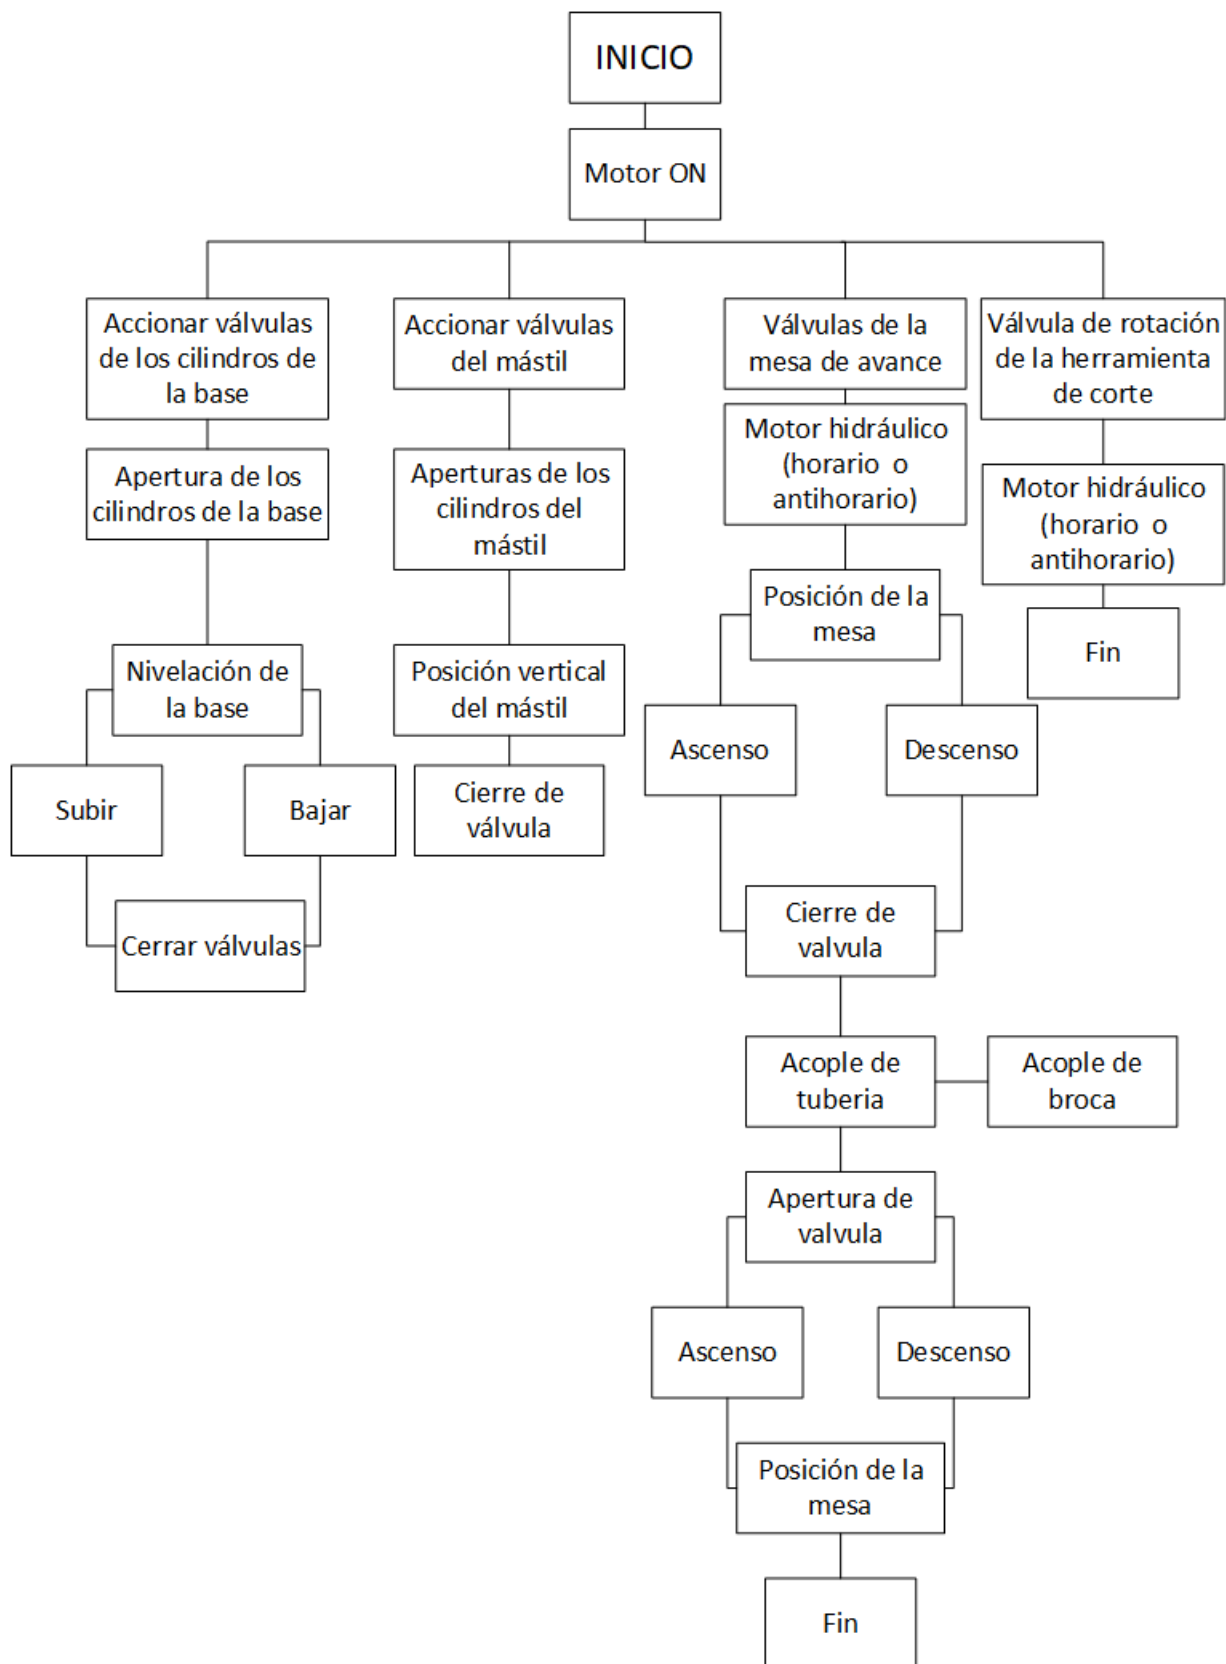 INICIO
Motor ON
Accionar válvulas
de los cilindros de
la base
Apertura de los
cilindros de la base
Nivelación de
la base
Subir
Bajar
Cerrar válvulas
Accionar válvulas
del mástil
Aperturas de los
cilindros del
mástil
Posición vertical
del mástil
Cierre de
válvula
Válvulas de la
mesa de avance
Motor hidráulico
(horario o
antihorario)
Posición de la
mesa
Ascenso
Descenso
Cierre de
valvula
Acople de
tuberia
Acople de
broca
Apertura de
valvula
Ascenso
Descenso
Posición de la
mesa
Fin
Válvula de rotación
de la herramienta
de corte
Motor hidráulico
(horario o
antihorario)
Fin